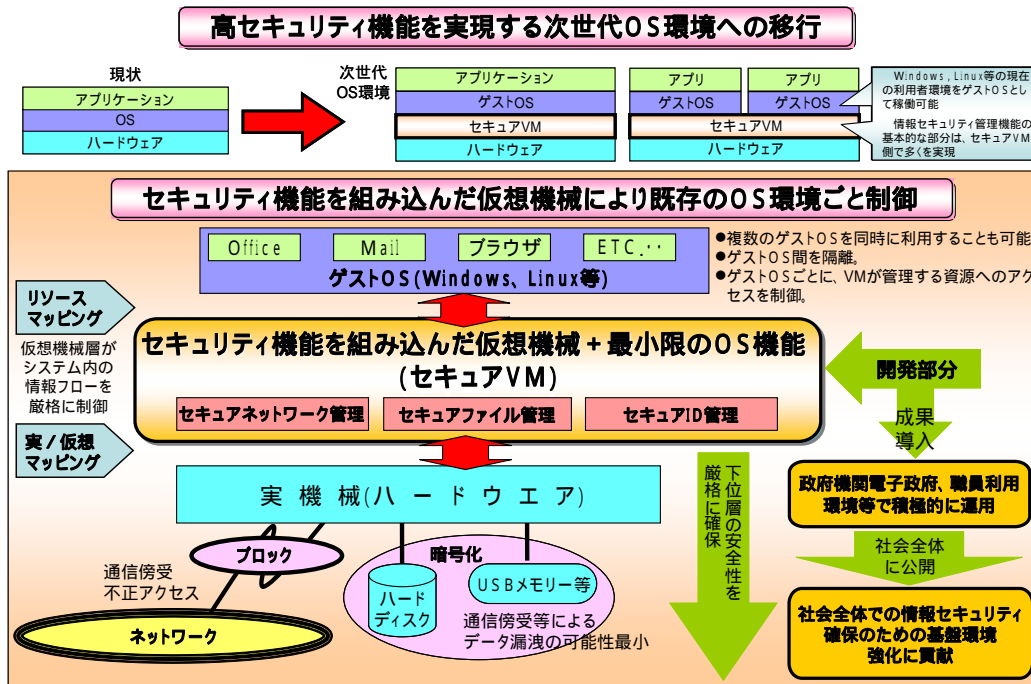 高セキュリティ機能を実現する次世代OS環境への移行
現状
アプリケーション
OS
ハードウェア
次世代
OS環境
アプリケーション
ゲストOS
セキュアVM
ハードウェア
アプリ
アプリ
ゲストOS
ゲストOS
セキュアVM
ハードウェア
Windows,Linux等の現在
の利用者環境をゲストOSとし
て稼働可能
情報セキュリティ管理機能の
基本的な部分は、セキュアVM
側で多くを実現
セキュリティ機能を組み込んだ仮想機械により既存のOS環境ごと制御
Office
Mail
ブラウザ
ETC.‥
ゲストOS(Windows、Linux等)
●複数のゲストOSを同時に利用することも可能
●ゲストOS間を隔離。
●ゲストOSごとに、VMが管理する資源へのアク
セスを制御。
リソース
マッピング
仮想機械層が
システム内の
情報フローを
厳格に制御
実/仮想
マッピング
セキュリティ機能を組み込んだ仮想機械+最小限のOS機能
(セキュアVM)
セキュアネットワーク管理
セキュアファイル管理
セキュアID管理
開発部分
成果
導入
実機械(ハードウエア)
ブロック
通信傍受
不正アクセス
ネットワーク
暗号化
ハード
ディスク
USBメモリー等
通信傍受等による
データ漏洩の可能性最小
下位層の安全性を
厳格に確保
政府機関電子政府、職員利用
環境等で積極的に運用
社会全体
に公開
社会全体での情報セキュリティ
確保のための基盤環境
強化に貢献